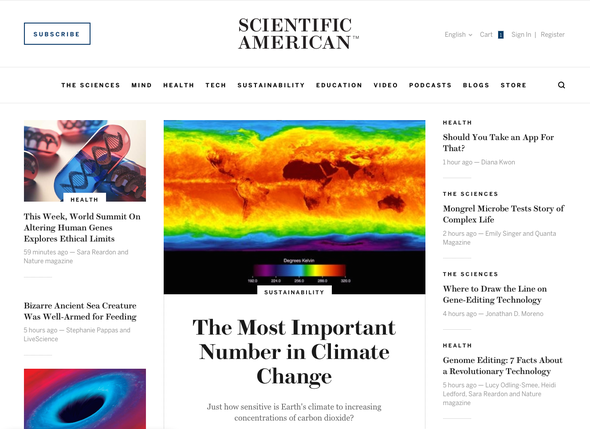 SUBSCRIBE
SCIENTIFIC
AMERICAN™
English
Cart
Sign In | Register
THE SCIENCES MIND HEALTH TECH SUSTAINABILITY EDUCATION VIDEO PODCASTS BLOGS STORE
HEALTH
This Week, World Summit On
Altering Human Genes
Explores Ethical Limits
59 minutes ago — Sara Reardon and
Nature magazine
Bizarre Ancient Sea Creature
Was Well-Armed for Feeding
5 hours ago — Stephanie Pappas and
LiveScience
Degrees Kelvin
SUSTAINABILITY
The Most Important
Number in Climate
Change
Just how sensitive is Earth's climate to increasing
concentrations of carbon dioxide?
HEALTH
Should You Take an App For
That?
1 hour ago — Diana Kwon
THE SCIENCES
Mongrel Microbe Tests Story of
Complex Life
2 hours ago — Emily Singer and Quanta
Magazine
THE SCIENCES
Where to Draw the Line on
Gene-Editing Technology
4 hours ago — Jonathan D. Moreno
HEALTH
Genome Editing: 7 Facts About
a Revolutionary Technology
5 hours ago — Lucy Odling-Smee, Heidi
Ledford, Sara Reardon and Nature
magazine